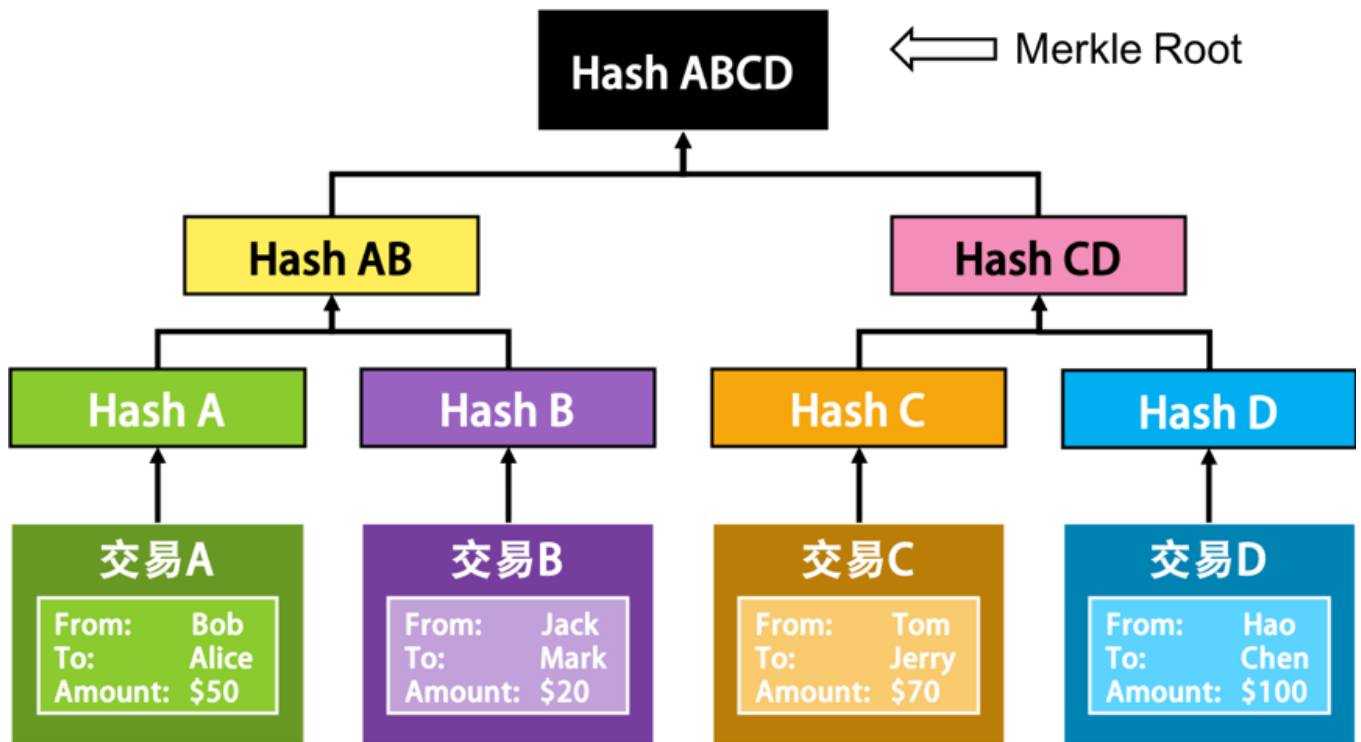 Hash ABCD
Merkle Root
Hash AB
Hash CD
Hash A
Hash B
Hash C
Hash D
交易A
From: Bob
To: Alice
Amount: $50
交易B
From: Jack
To: Mark
Amount: $20
交易C
From: Tom
To: Jerry
Amount: $70
交易D
From: Hao
To: Chen
Amount: $100